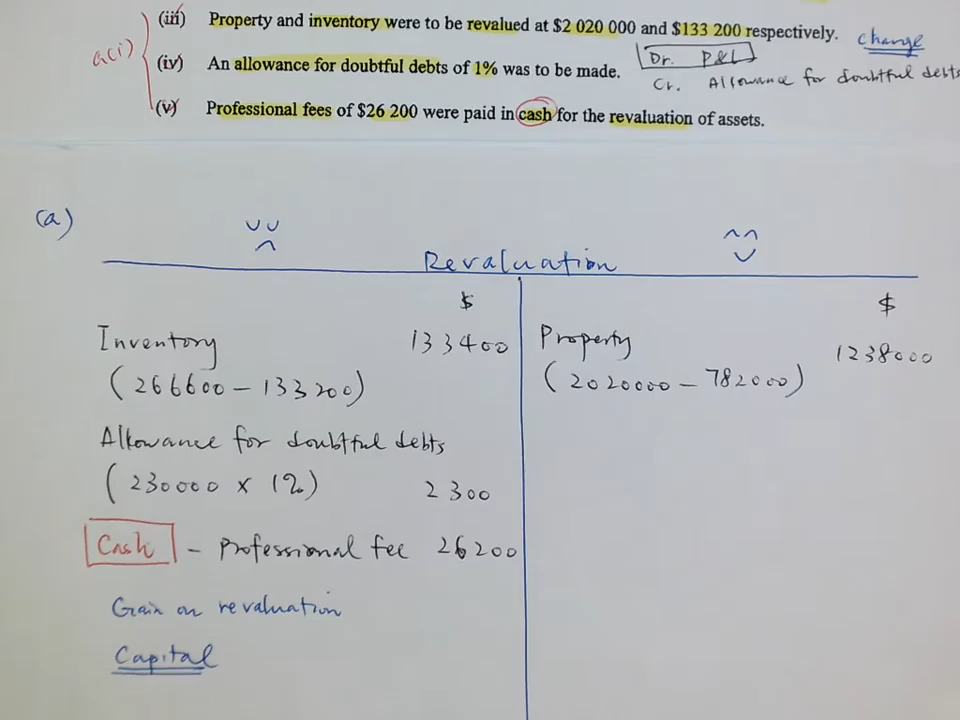 (iii) Property and inventory were to be revalued at $2 020 000 and $133 200 respectively.
change
a(i)
(iv) An allowance for doubtful debts of 1% was to be made.
Dr. P&L
Cr. Allowance for doubtful debts
(v) Professional fees of $26 200 were paid in cash for the revaluation of assets.
(a)
Revaluation
$ $
Inventory 133400 Property 1238000
(266600 - 133200) (2020000 - 782000)
Allowance for doubtful debts
(230000 x 1%) 2300
Cash - Professional fee 26200
Gain on revaluation
Capital